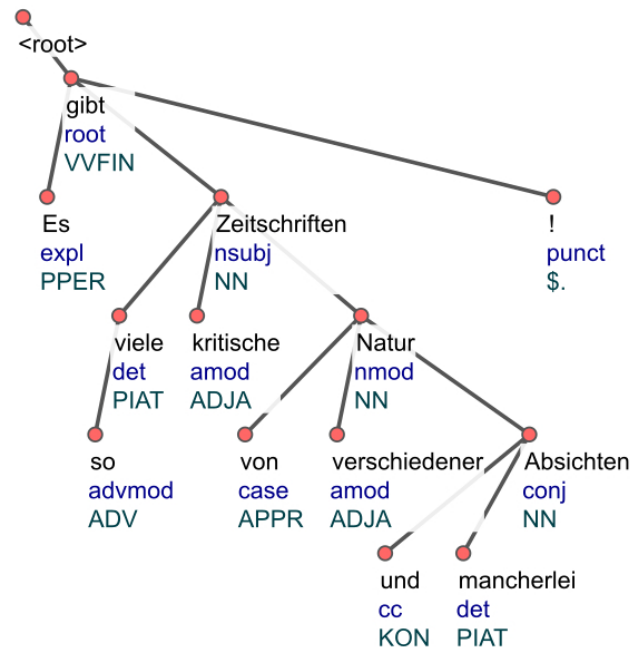 <root>
gibt
root
VVFIN
Es Zeitschriften !
expl nsubj punct
PPER NN $.
viele kritische Natur
det amod nmod
PIAT ADJA NN
so von verschiedener Absichten
advmod case amod conj
ADV APPR ADJA NN
und mancherlei
cc det
KON PIAT